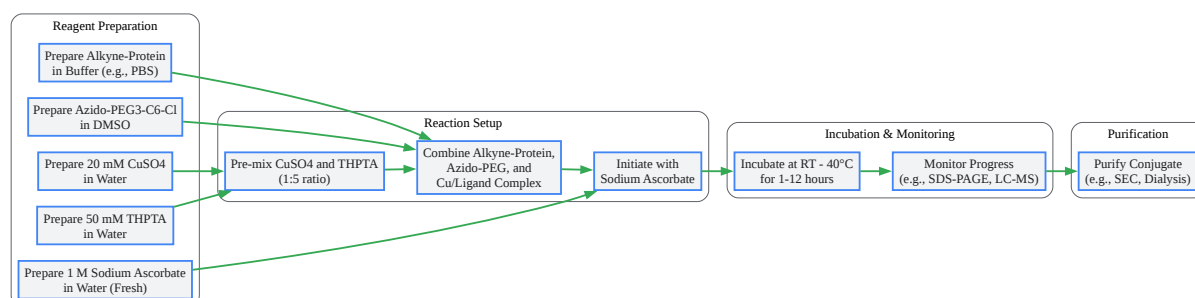 Reagent Preparation
Prepare Alkyne-Protein
in Buffer (e.g., PBS)
Prepare Azido-PEG3-C6-Cl
in DMSO
Prepare 20 mM CuSO4
in Water
Prepare 50 mM THPTA
in Water
Prepare 1 M Sodium Ascorbate
in Water (Fresh)
Reaction Setup
Pre-mix CuSO4 and THPTA
(1:5 ratio)
Combine Alkyne-Protein,
Azido-PEG, and
Cu/Ligand Complex
Initiate with
Sodium Ascorbate
Incubation & Monitoring
Incubate at RT - 40°C
for 1-12 hours
Monitor Progress
(e.g., SDS-PAGE, LC-MS)
Purification
Purify Conjugate
(e.g., SEC, Dialysis)